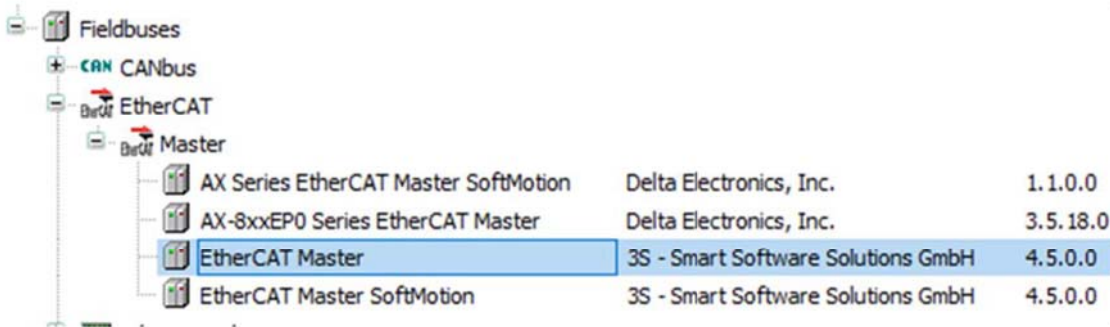 Fieldbuses
CAN CANbus
EtherCAT EtherCAT
EtherCAT Master
AX Series EtherCAT Master SoftMotion Delta Electronics, Inc. 1.1.0.0
AX-8xxEP0 Series EtherCAT Master Delta Electronics, Inc. 3.5.18.0
EtherCAT Master 3S - Smart Software Solutions GmbH 4.5.0.0
EtherCAT Master SoftMotion 3S - Smart Software Solutions GmbH 4.5.0.0